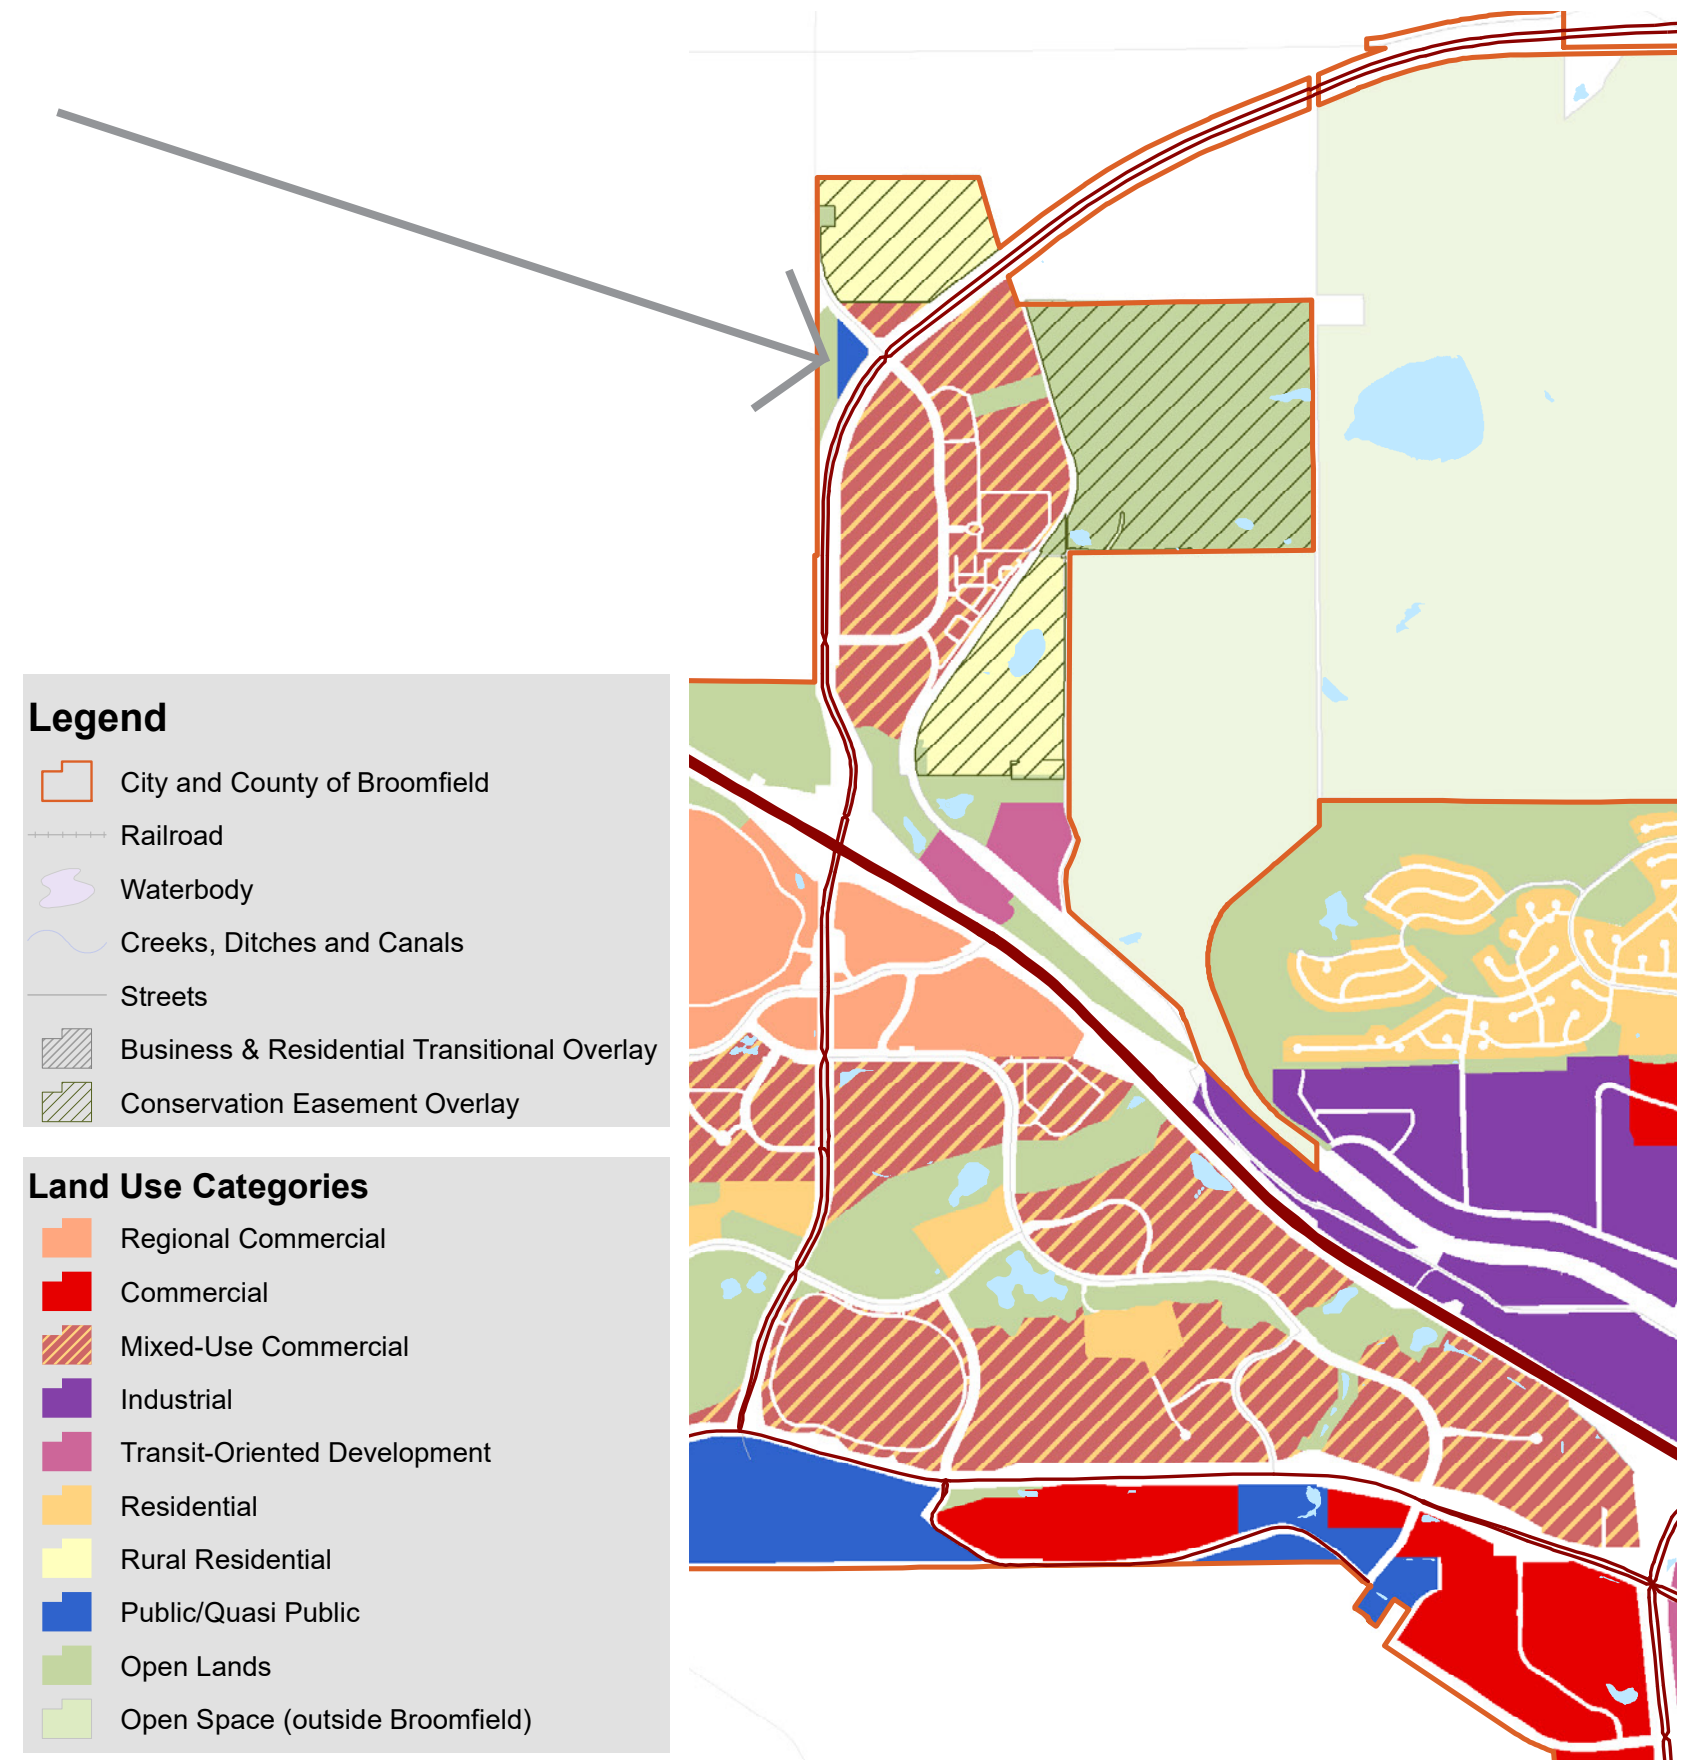 Legend
City and County of Broomfield
Railroad
Waterbody
Creeks, Ditches and Canals
Streets
Business & Residential Transitional Overlay
Conservation Easement Overlay
Land Use Categories
Regional Commercial
Commercial
Mixed-Use Commercial
Industrial
Transit-Oriented Development
Residential
Rural Residential
Public/Quasi Public
Open Lands
Open Space (outside Broomfield)